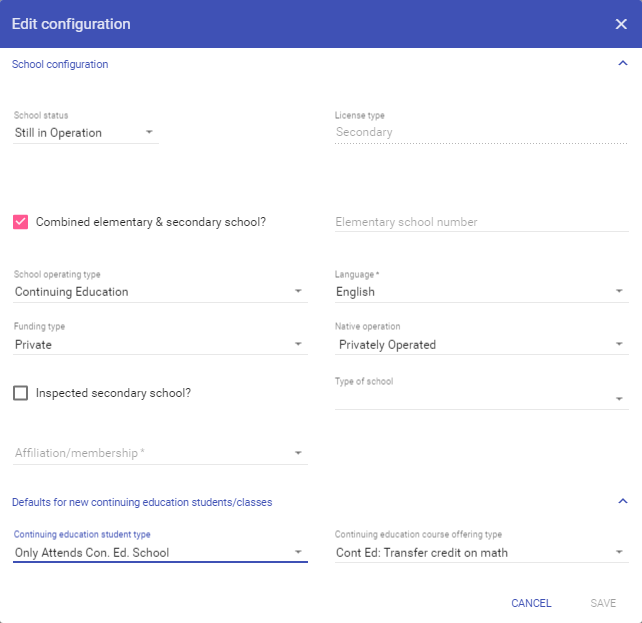 Edit configuration
School configuration
School status
License type
Still in Operation
Secondary
Combined elementary & secondary school?
Elementary school number
School operating type
Language *
Continuing Education
English
Funding type
Native operation
Private
Privately Operated
Inspected secondary school?
Type of school
Affiliation/membership *
Defaults for new continuing education students/classes
Continuing education student type
Continuing education course offering type
Only Attends Con. Ed. School
Cont Ed: Transfer credit on math
CANCEL
SAVE